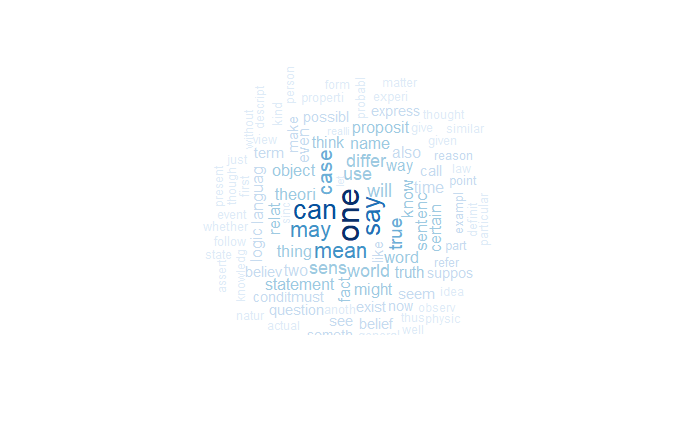 form
matter
person
descript
kind
properti
probabl
experi
express
thought
without
possibl
make
even
realli
proposit
give
similar
view
think
name
given
term
case
differ
also
reason
just
object
use
way
call
law
present
though
first
languag
theori
can
one
say
will
know
time
point
exampl
definit
particular
event
sinc
relat
may
true
sentenc
certain
whether
logic
follow
thing
mean
like
word
part
state
refer
assert
knowledg
believ
two
sens
world
truth
suppos
statement
fact
might
seem
idea
condit
must
exist
now
observ
natur
question
anoth
thus
physic
actual
see
belief
well
let